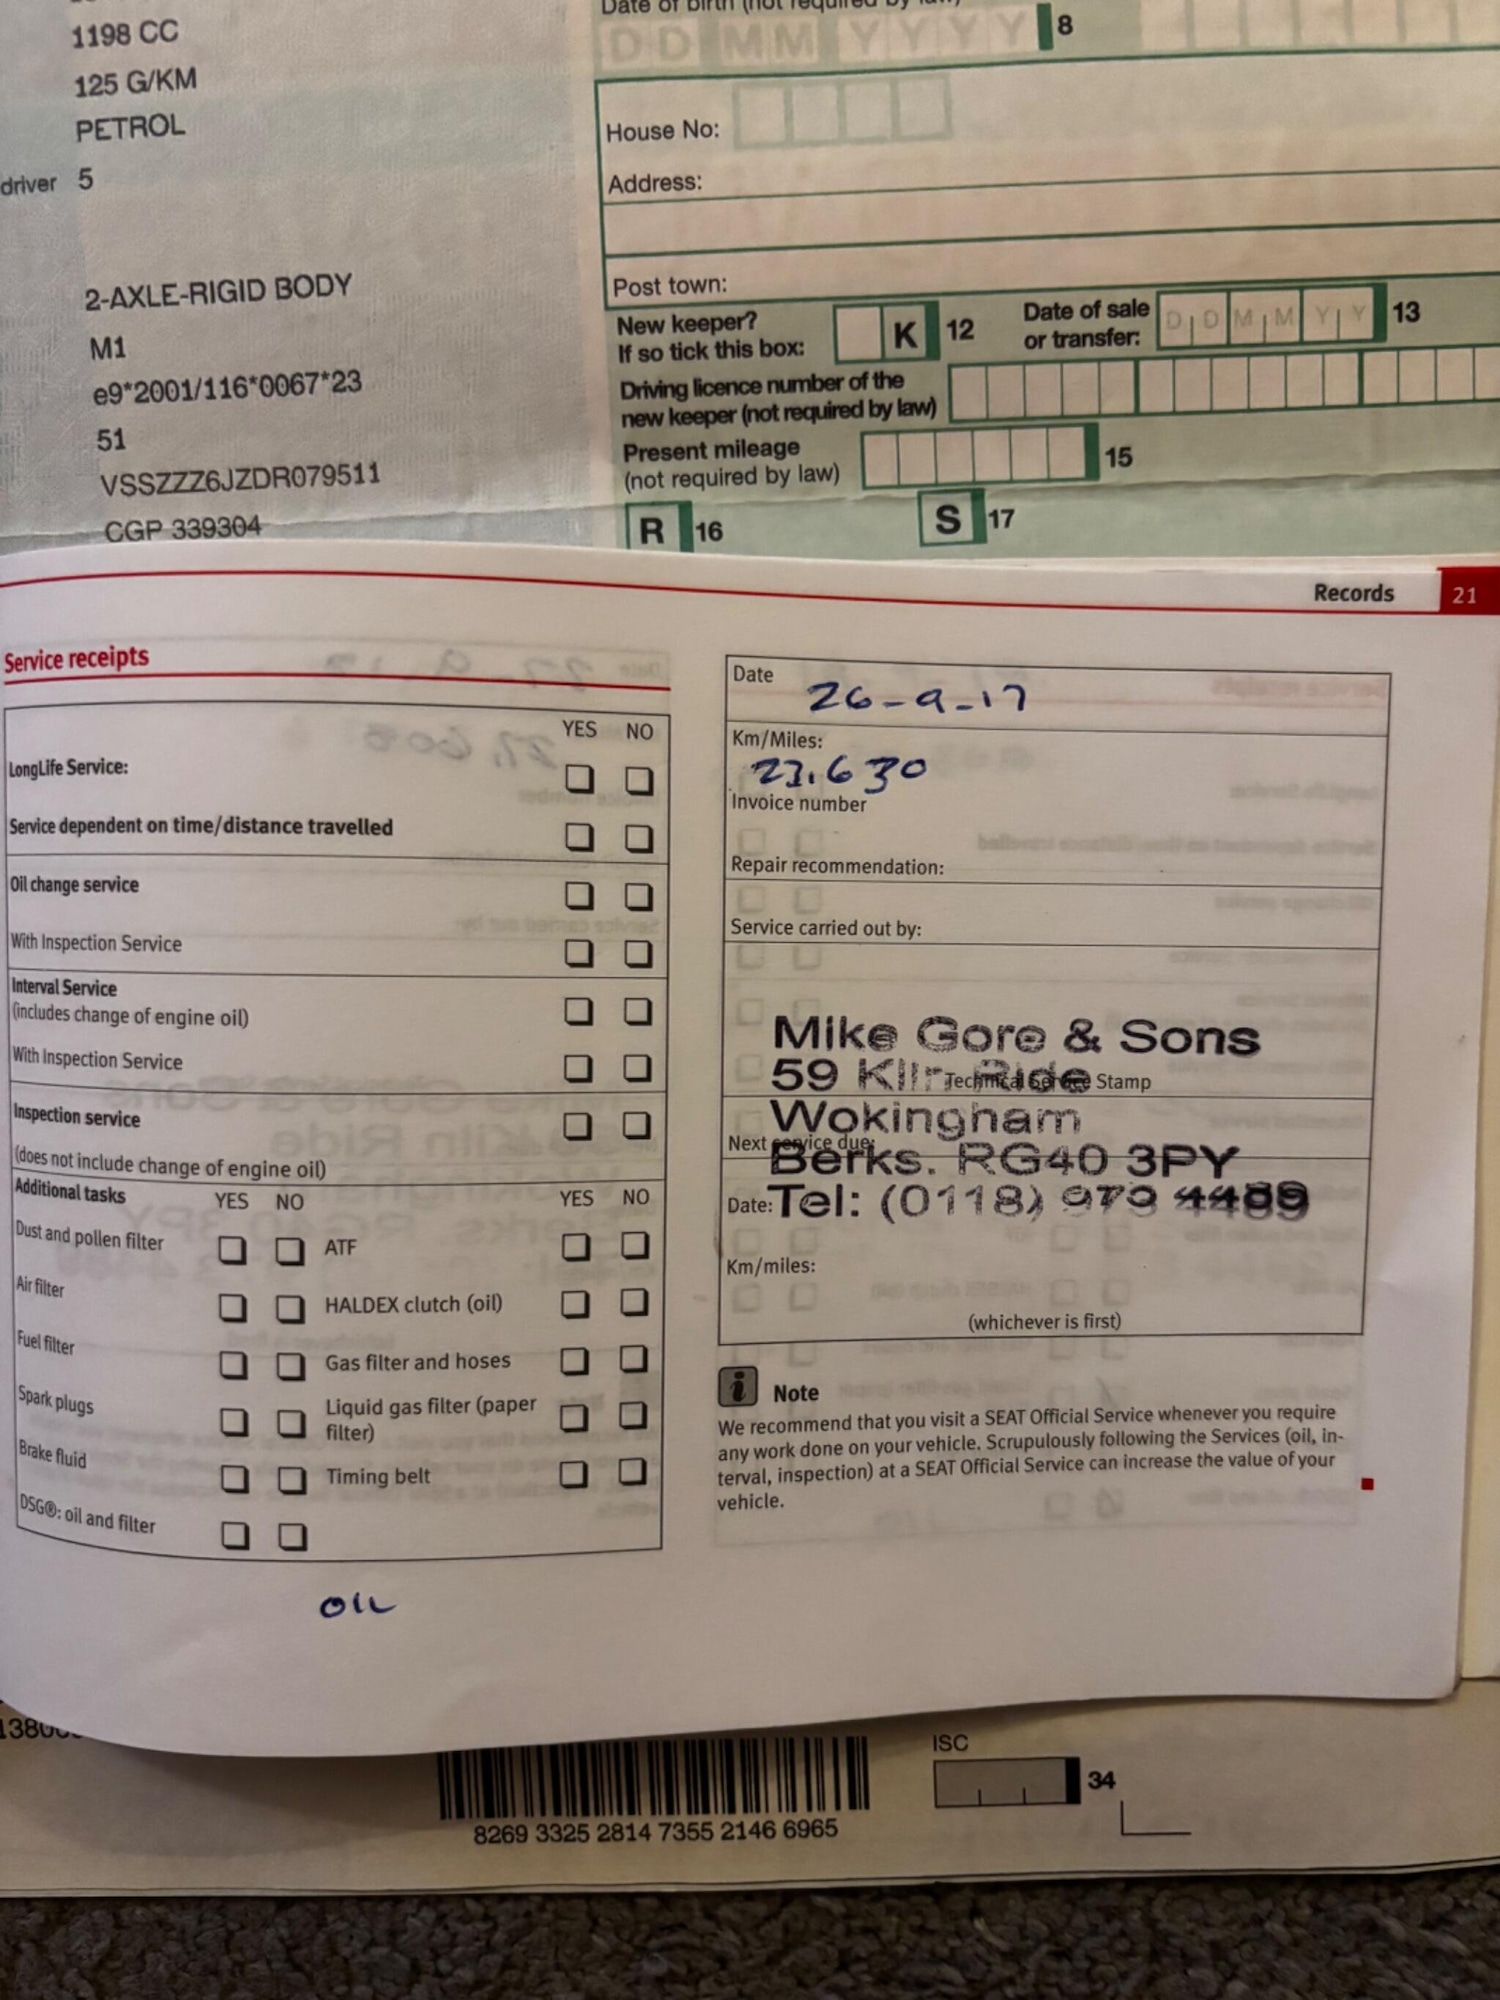 Date of birth (not required by law)
1198 CC
D D M M Y Y Y Y 8
125 G/KM
PETROL
House No:
driver 5
Address:
2-AXLE-RIGID BODY
Post town:
M1
New keeper?
If so tick this box: K 12
Date of sale
or transfer: D D M M Y Y 13
e9*2001/116*0067*23
Driving licence number of the
new keeper (not required by law)
51
Present mileage
(not required by law) 15
VSSZZZ6JZDR079511
CGP 339304
R 16 S 17
Records 21
Service receipts
YES NO
LongLife Service:
Service dependent on time/distance travelled
Oil change service
With Inspection Service
Interval Service
(includes change of engine oil)
With Inspection Service
Inspection service
(does not include change of engine oil)
Additional tasks YES NO YES NO
Dust and pollen filter ATF
Air filter HALDEX clutch (oil)
Fuel filter Gas filter and hoses
Spark plugs Liquid gas filter (paper
filter)
Brake fluid Timing belt
DSG®: oil and filter
OIL
Date 26-9-17
Km/Miles:
23.630
Invoice number
Repair recommendation:
Service carried out by:
Mike Gore & Sons
59 Kiln Ride
Technical Service Stamp
Wokingham
Next service due:
Berks. RG40 3PY
Date:
Tel: (0118) 979 4489
Km/miles:
(whichever is first)
i Note
We recommend that you visit a SEAT Official Service whenever you require
any work done on your vehicle. Scrupulously following the Services (oil, in-
terval, inspection) at a SEAT Official Service can increase the value of your
vehicle.
ISC
34
8269 3325 2814 7355 2146 6965